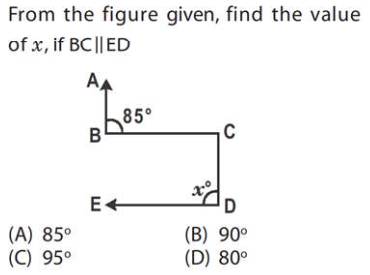 From the figure given, find the value
of x, if BC||ED
A
85°
B
C
x°
E
D
(A) 85°
(B) 90°
(C) 95°
(D) 80°